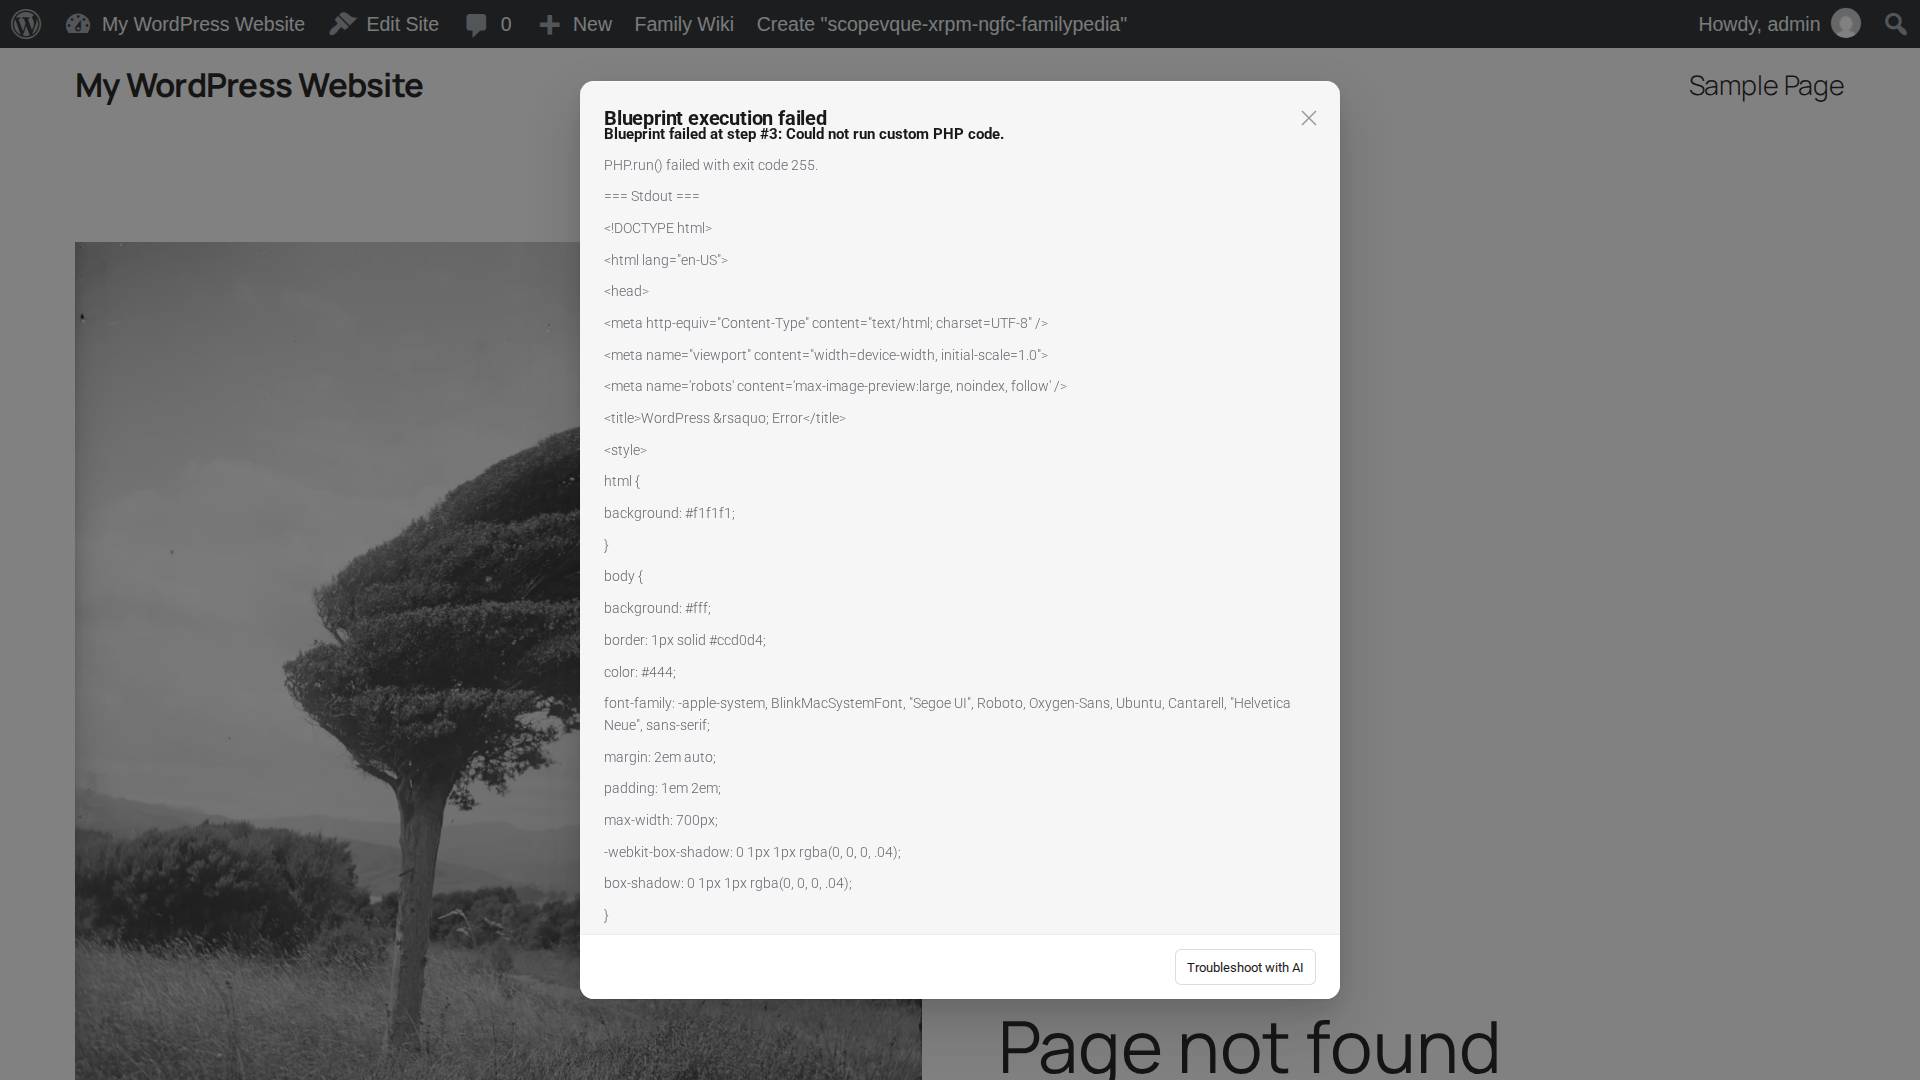 My WordPress Website
Edit Site
0
New
Family Wiki
Create "scopevque-xrpm-ngfc-familypedia"
Howdy, admin
My WordPress Website
Sample Page
Blueprint execution failed
Blueprint failed at step #3: Could not run custom PHP code.
PHP.run() failed with exit code 255.
=== Stdout ===
<!DOCTYPE html>
<html lang="en-US">
<head>
<meta http-equiv="Content-Type" content="text/html; charset=UTF-8" />
<meta name="viewport" content="width=device-width, initial-scale=1.0">
<meta name='robots' content='max-image-preview:large, noindex, follow' />
<title>WordPress &rsaquo; Error</title>
<style>
html {
background: #f1f1f1;
}
body {
background: #fff;
border: 1px solid #ccd0d4;
color: #444;
font-family: -apple-system, BlinkMacSystemFont, "Segoe UI", Roboto, Oxygen-Sans, Ubuntu, Cantarell, "Helvetica
Neue", sans-serif;
margin: 2em auto;
padding: 1em 2em;
max-width: 700px;
-webkit-box-shadow: 0 1px 1px rgba(0, 0, 0, .04);
box-shadow: 0 1px 1px rgba(0, 0, 0, .04);
}
Troubleshoot with AI
Page not found